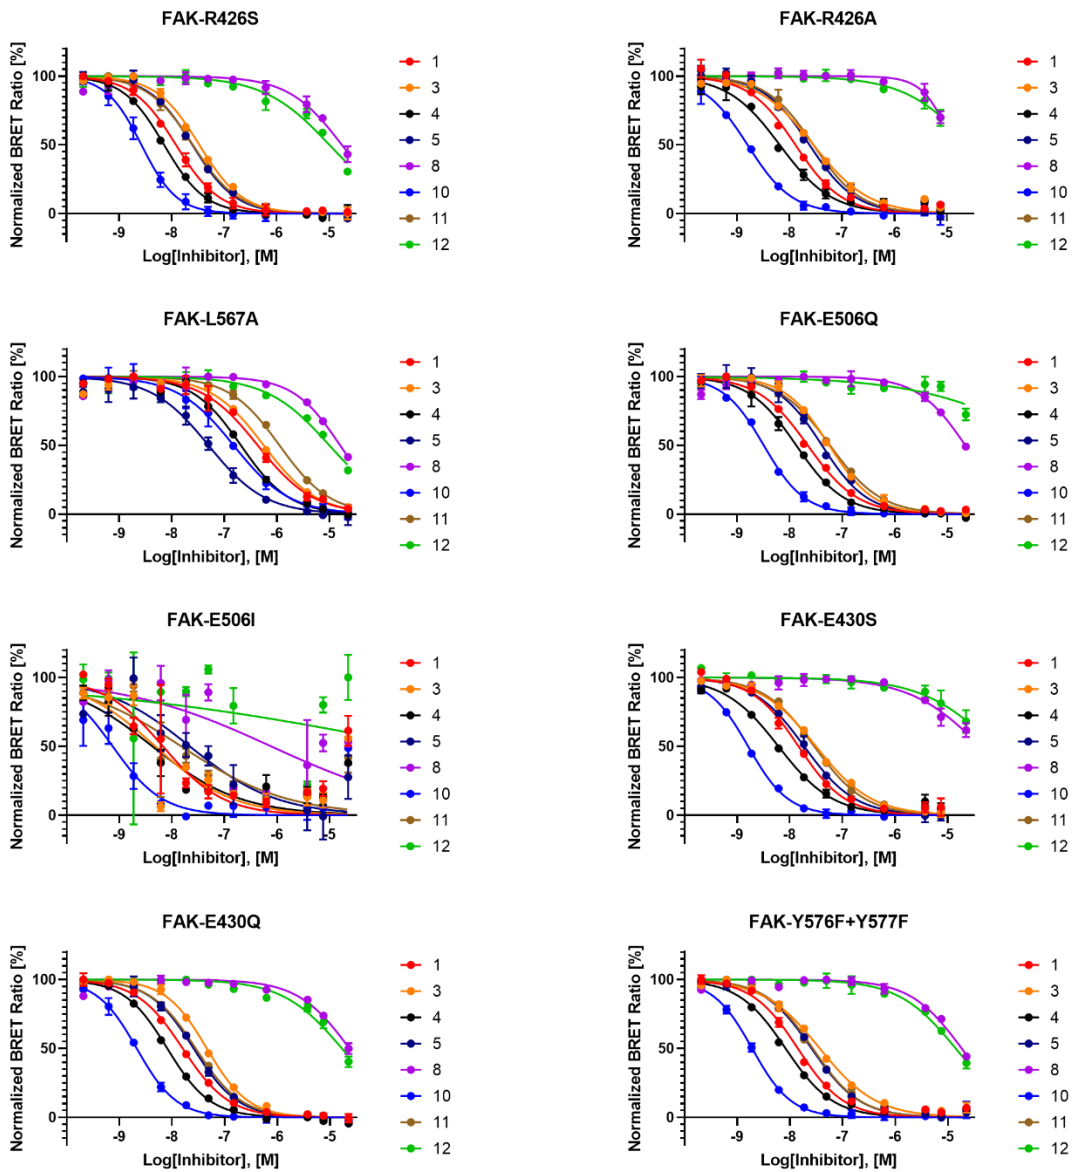 FAK-R426S
Normalized BRET Ratio [%]
100
50
0
-9 -8 -7 -6 -5
Log[Inhibitor], [M]
1
3
4
5
8
10
11
12
FAK-R426A
Normalized BRET Ratio [%]
100
50
0
-9 -8 -7 -6 -5
Log[Inhibitor], [M]
1
3
4
5
8
10
11
12
FAK-L567A
Normalized BRET Ratio [%]
100
50
0
-9 -8 -7 -6 -5
Log[Inhibitor], [M]
1
3
4
5
8
10
11
12
FAK-E506Q
Normalized BRET Ratio [%]
100
50
0
-9 -8 -7 -6 -5
Log[Inhibitor], [M]
1
3
4
5
8
10
11
12
FAK-E506I
Normalized BRET Ratio [%]
100
50
0
-9 -8 -7 -6 -5
Log[Inhibitor], [M]
1
3
4
5
8
10
11
12
FAK-E430S
Normalized BRET Ratio [%]
100
50
0
-9 -8 -7 -6 -5
Log[Inhibitor], [M]
1
3
4
5
8
10
11
12
FAK-E430Q
Normalized BRET Ratio [%]
100
50
0
-9 -8 -7 -6 -5
Log[Inhibitor], [M]
1
3
4
5
8
10
11
12
FAK-Y576F+Y577F
Normalized BRET Ratio [%]
100
50
0
-9 -8 -7 -6 -5
Log[Inhibitor], [M]
1
3
4
5
8
10
11
12